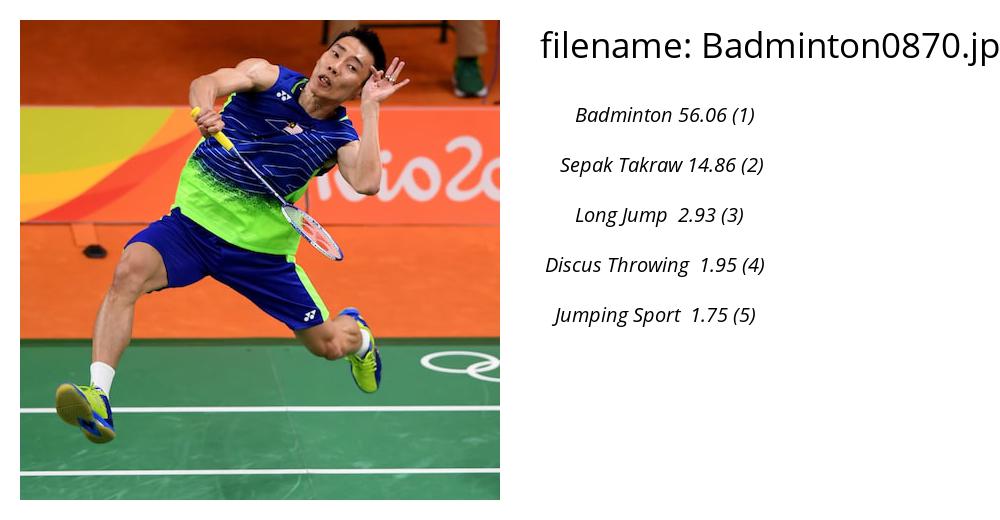 filename: Badminton0870.jp
Badminton 56.06 (1)
Sepak Takraw 14.86 (2)
Long Jump 2.93 (3)
Discus Throwing 1.95 (4)
Jumping Sport 1.75 (5)
Rio20